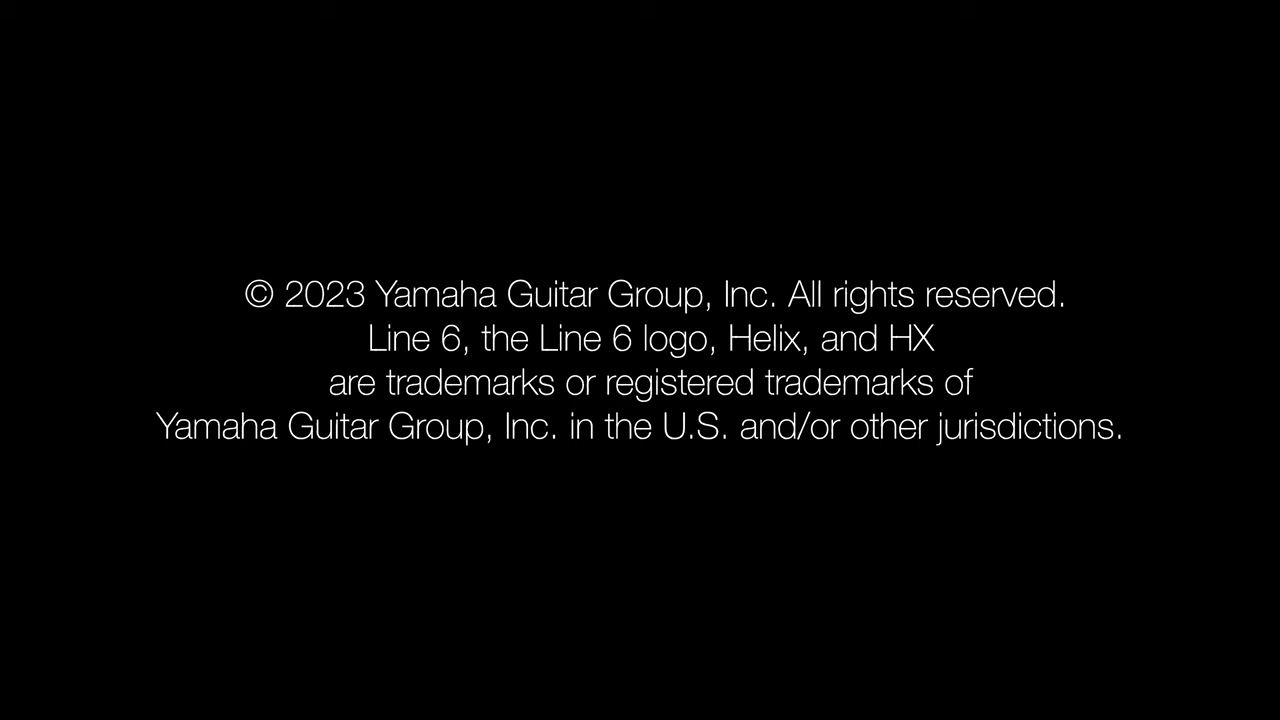 © 2023 Yamaha Guitar Group, Inc. All rights reserved.
Line 6, the Line 6 logo, Helix, and HX
are trademarks or registered trademarks of
Yamaha Guitar Group, Inc. in the U.S. and/or other jurisdictions.